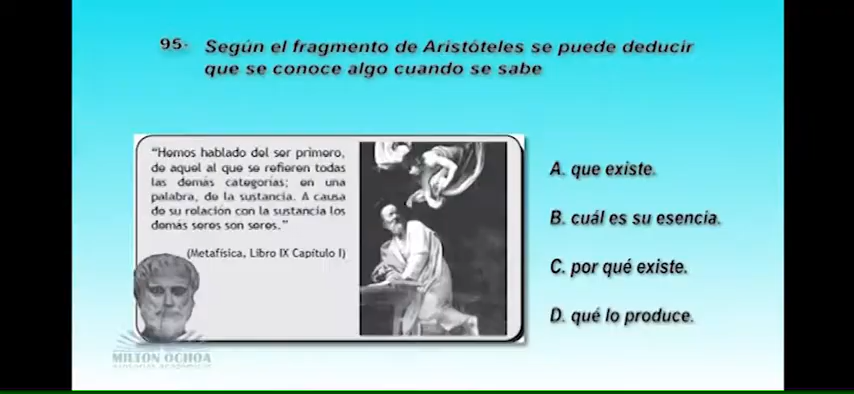 95- Según el fragmento de Aristóteles se puede deducir
que se conoce algo cuando se sabe
“Hemos hablado del ser primero,
de aquel al que se refieren todas
las demás categorías; en una
palabra, de la sustancia. A causa
de su relación con la sustancia los
demás seres son seres.”
(Metafísica, Libro IX Capítulo I)
A. que existe.
B. cuál es su esencia.
C. por qué existe.
D. qué lo produce.
MILTON OCHOA